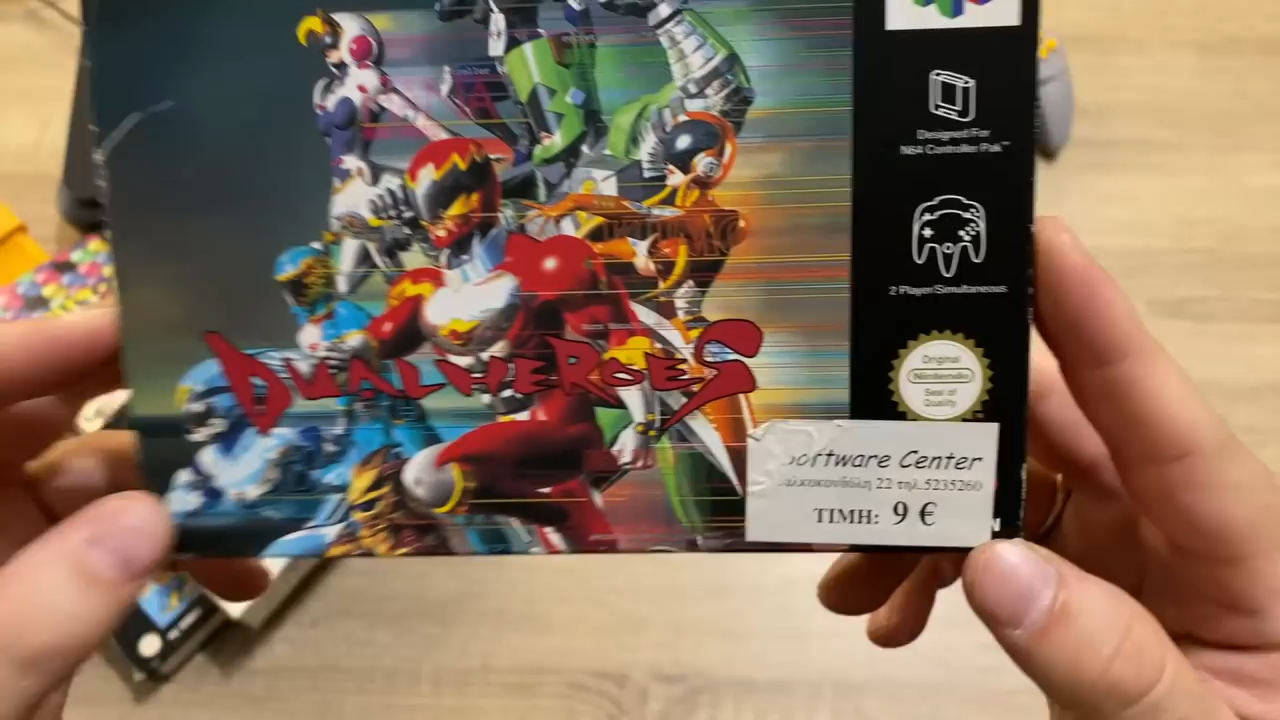 Designed For
N64 Controller Pak™
2 Player Simultaneous
DUAL HEROES
Original
Nintendo
Seal of
Quality
Software Center
22 τηλ.5235260
ΤΙΜΗ: 9 €
N